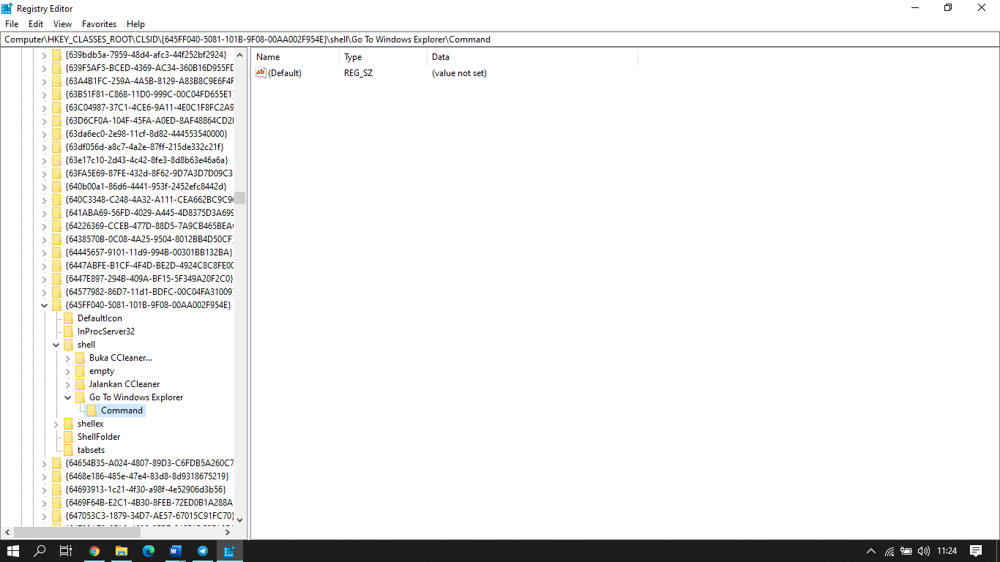 Registry Editor
File Edit View Favorites Help
Computer\HKEY_CLASSES_ROOT\CLSID\{645FF040-5081-101B-9F08-00AA002F954E}\shell\Go To Windows Explorer\Command
{639bdb5a-7959-48d4-afc3-44f252bf2924}
{639F5AF5-BCED-4369-AC34-360B16D955FD
{63A4B1FC-259A-4A5B-8129-A83B8C9E6F4F
{63B51F81-C868-11D0-999C-00C04FD655E1}
{63C04987-37C1-4CE6-9A11-4E0C1F8FC2A9
{63D6CF0A-104F-45FA-A0ED-8AF48864CD2
{63da6ec0-2e98-11cf-8d82-444553540000}
{63df056d-a8c7-4a2e-87ff-215de332c21f}
{63e17c10-2d43-4c42-8fe3-8d8b63e46a6a}
{63FA5E69-87FE-432d-8F62-9D7A3D7D09C3
{640b00a1-86d6-4441-953f-2452efc8442d}
{640C3348-C248-4A32-A111-CEA662BC9C9
{641ABA69-56FD-4029-A445-4D8375D3A699
{64226369-CCEB-477D-88D5-7A9CB465BEA
{6438570B-0C08-4A25-9504-8012BB4D50CF}
{64445657-9101-11d9-994B-00301BB132BA}
{6447ABFE-B1CF-4F4D-BE2D-4924C8C8FE00
{6447E897-294B-409A-BF15-5F349A20F2C0}
{64577982-86D7-11d1-BDFC-00C04FA31009}
{645FF040-5081-101B-9F08-00AA002F954E}
DefaultIcon
InProcServer32
shell
Buka CCleaner...
empty
Jalankan CCleaner
Go To Windows Explorer
Command
shellex
ShellFolder
tabsets
{64654B35-A024-4807-89D3-C6FDB5A260C7
{6468e186-485e-47e4-83d8-8d9318675219}
{64693913-1c21-4f30-a98f-4e52906d3b56}
{6469F64B-E2C1-4B30-8FEB-72ED0B1A288A
{647053C3-1879-34D7-AE57-67015C91FC70}
Name Type Data
(Default) REG_SZ (value not set)
11:24